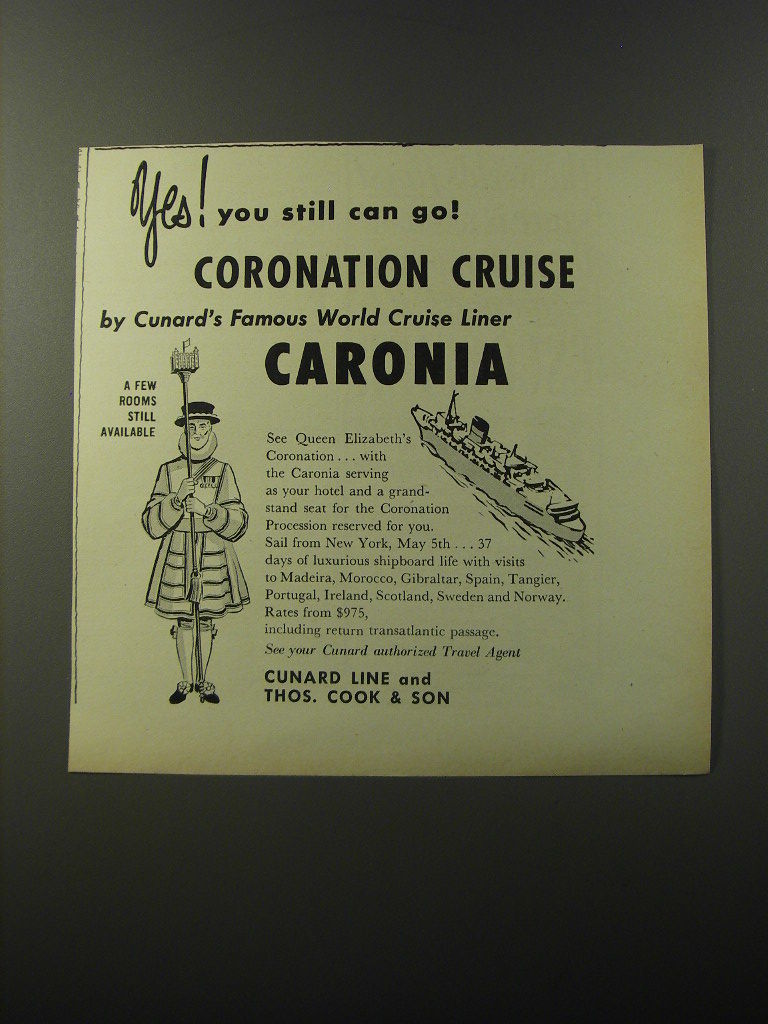 Yes! you still can go!
CORONATION CRUISE
by Cunard's Famous World Cruise Liner
CARONIA
A FEW
ROOMS
STILL
AVAILABLE
See Queen Elizabeth's
Coronation . . . with
the Caronia serving
as your hotel and a grand-
stand seat for the Coronation
Procession reserved for you.
Sail from New York, May 5th . . . 37
days of luxurious shipboard life with visits
to Madeira, Morocco, Gibraltar, Spain, Tangier,
Portugal, Ireland, Scotland, Sweden and Norway.
Rates from $975,
including return transatlantic passage.
See your Cunard authorized Travel Agent
CUNARD LINE and
THOS. COOK & SON